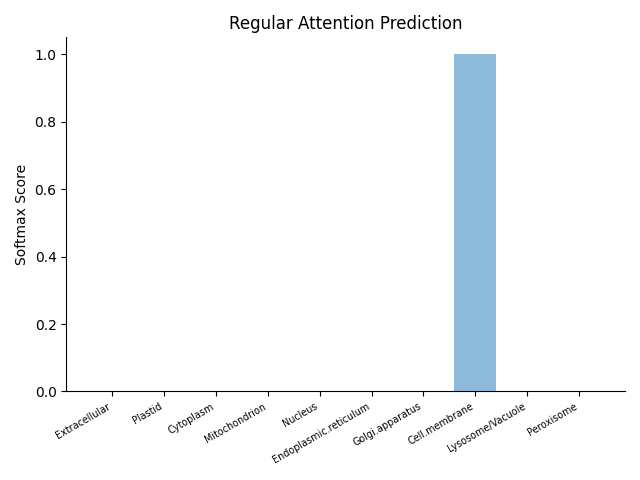 Regular Attention Prediction
Softmax Score
1.0
0.8
0.6
0.4
0.2
0.0
Extracellular
Plastid
Cytoplasm
Mitochondrion
Nucleus
Endoplasmic.reticulum
Golgi.apparatus
Cell.membrane
Lysosome/Vacuole
Peroxisome